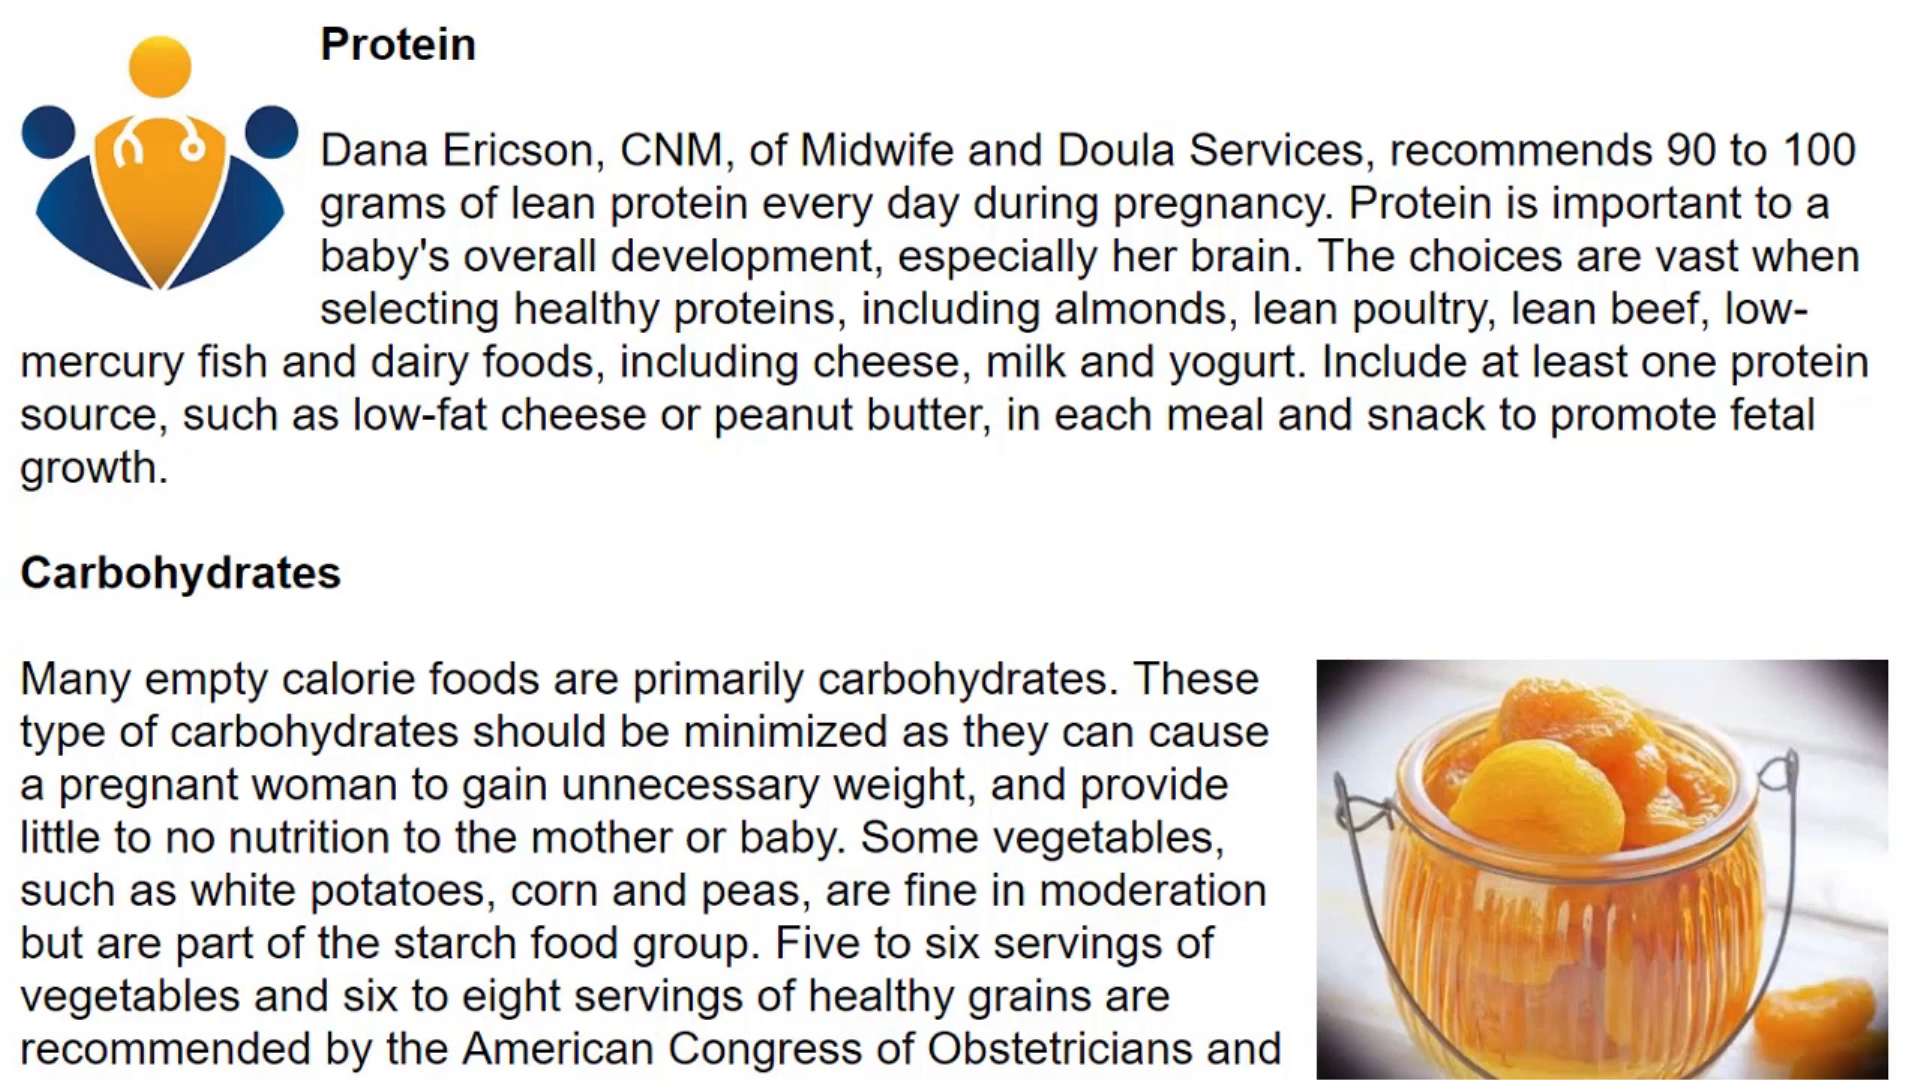 Protein
Dana Ericson, CNM, of Midwife and Doula Services, recommends 90 to 100
grams of lean protein every day during pregnancy. Protein is important to a
baby's overall development, especially her brain. The choices are vast when
selecting healthy proteins, including almonds, lean poultry, lean beef, low-
mercury fish and dairy foods, including cheese, milk and yogurt. Include at least one protein
source, such as low-fat cheese or peanut butter, in each meal and snack to promote fetal
growth.
Carbohydrates
Many empty calorie foods are primarily carbohydrates. These
type of carbohydrates should be minimized as they can cause
a pregnant woman to gain unnecessary weight, and provide
little to no nutrition to the mother or baby. Some vegetables,
such as white potatoes, corn and peas, are fine in moderation
but are part of the starch food group. Five to six servings of
vegetables and six to eight servings of healthy grains are
recommended by the American Congress of Obstetricians and